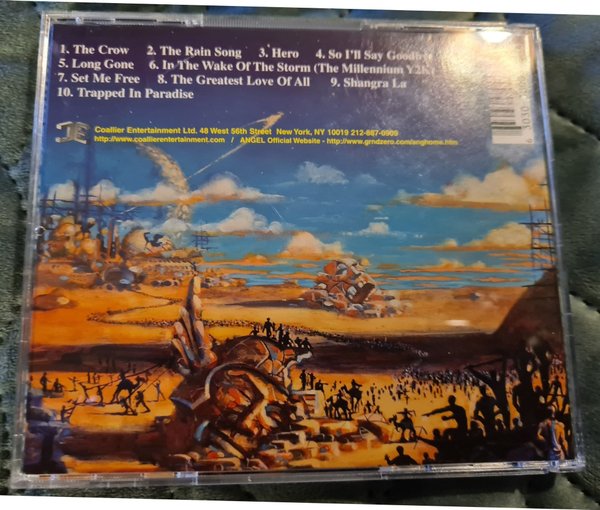 1. The Crow 2. The Rain Song 3. Hero 4. So I'll Say
5. Long Gone 6. In The Wake Of The Storm (The Millennium
7. Set Me Free 8. The Greatest Love Of All 9. Shangra La
10. Trapped In Paradise
Coallier Entertainment Ltd. 48 West 56th Street New York, NY 10019 212-887-0909
http://www.coallierentertainment.com / ANGEL Official Website - http://www.grndzero.com/anghome.htm